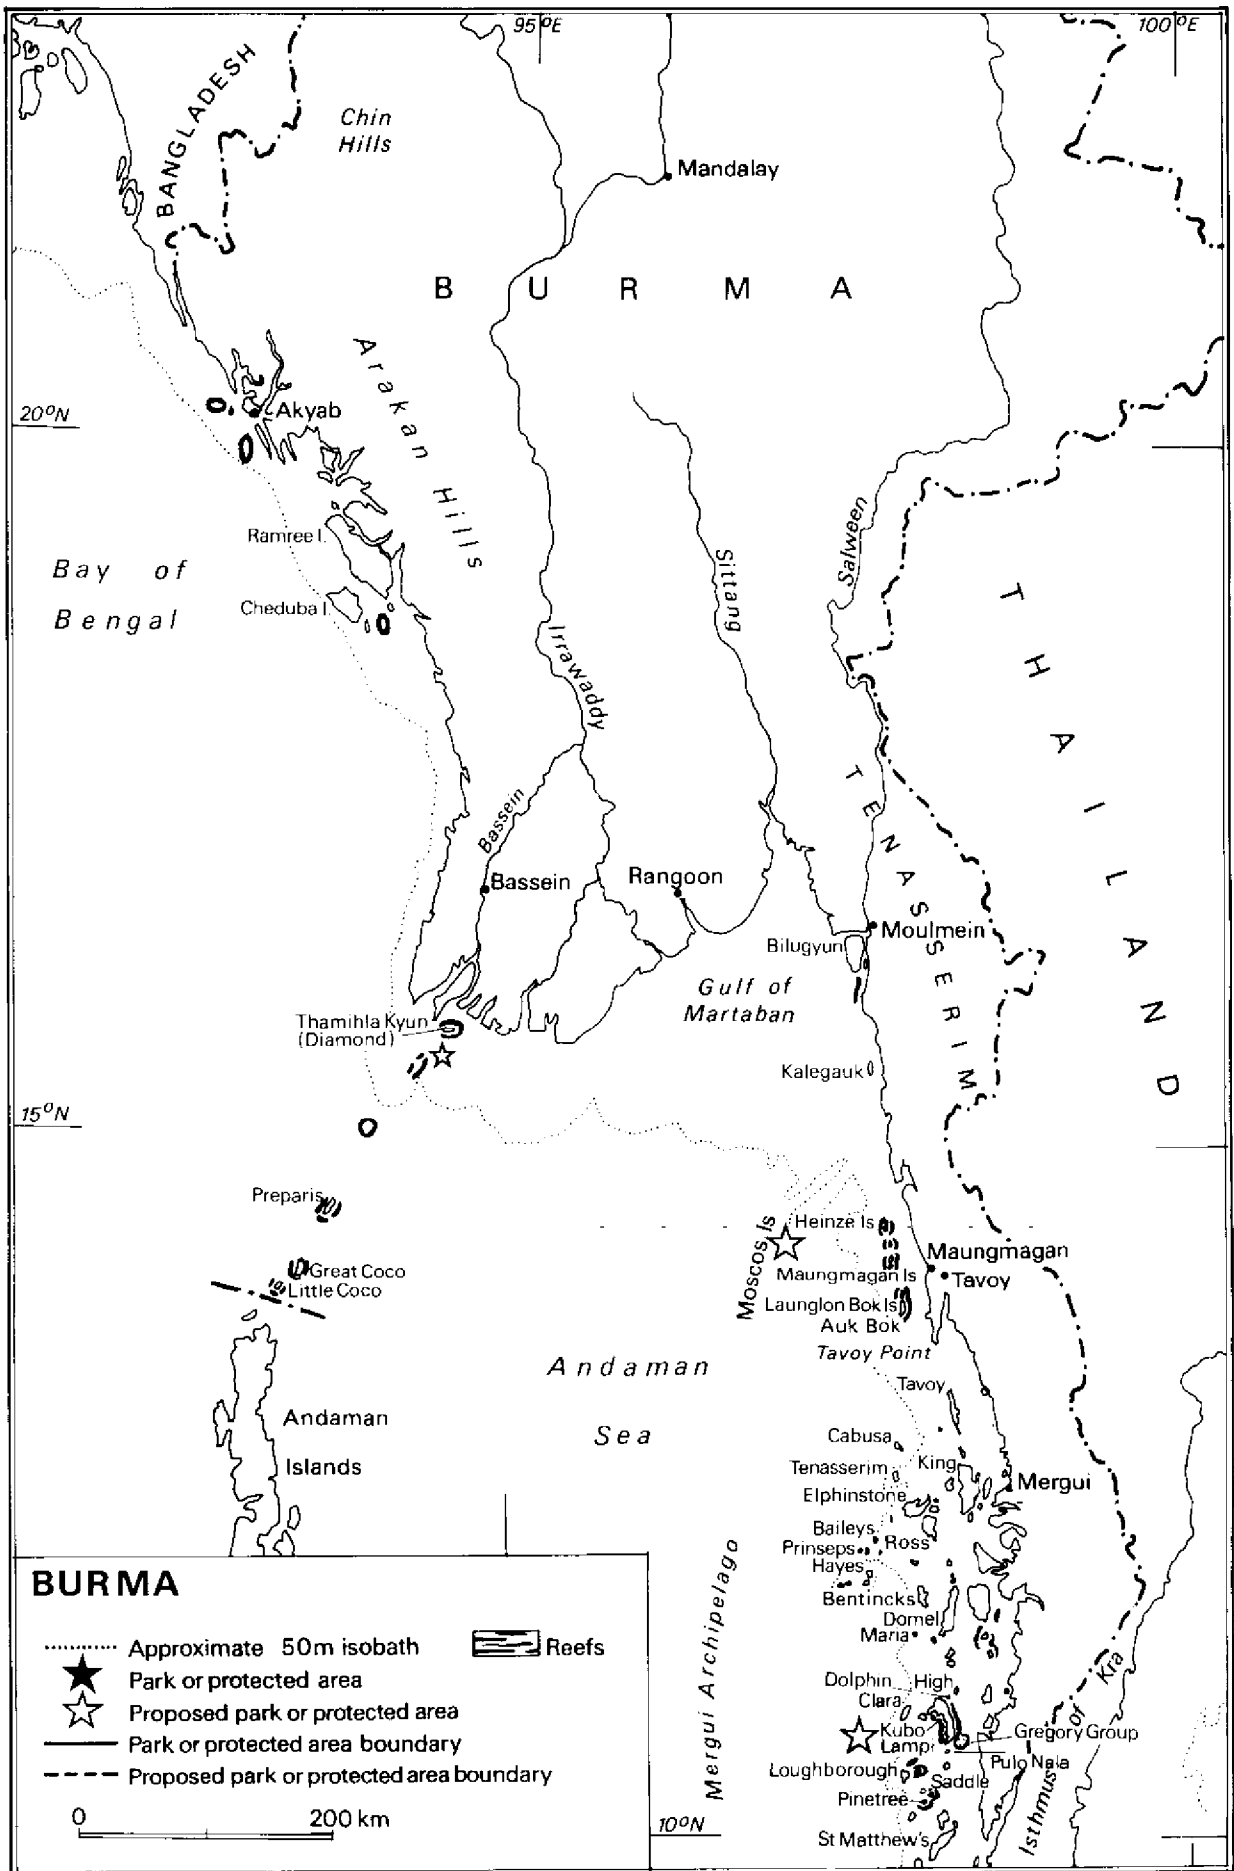 95°E
100°E
BANGLADESH
Chin
Hills
Mandalay
BURMA
Arakan Hills
20°N
Akyab
Ramree I.
Salween
Bay of
Bengal
Sittang
Cheduba I.
Irrawaddy
THAILAND
TENASSERIM
Bassein
Bassein
Rangoon
Moulmein
Bilugyun
Gulf of
Martaban
Thamihla Kyun
(Diamond)
Kalegauk
15°N
Preparis
Heinze Is
Moscos Is
Great Coco
Little Coco
Maungmagan
Maungmagan Is
Tavoy
Launglon Bok Is
Auk Bok
Tavoy Point
Andaman
Sea
Tavoy
Andaman
Islands
Cabusa
Tenasserim
King
Mergui
Elphinstone
Baileys
Prinseps
Ross
Hayes
Bentincks
Domel
Maria
Mergui Archipelago
Dolphin
High
Clara
Kubo
Lampi
Gregory Group
Pulo Nala
Loughborough
Saddle
Pinetree
St Matthew's
Isthmus of Kra
10°N
BURMA
Approximate 50m isobath
Reefs
Park or protected area
Proposed park or protected area
Park or protected area boundary
Proposed park or protected area boundary
0
200 km